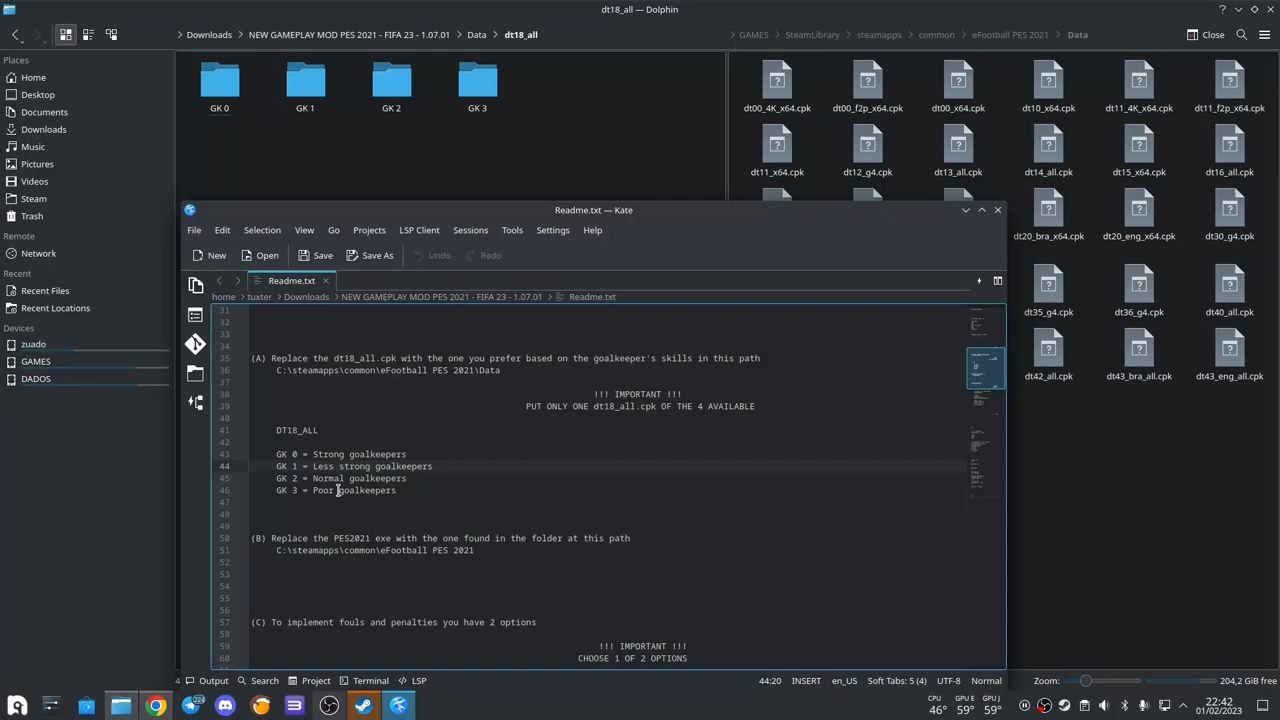 dt18_all — Dolphin
Downloads > NEW GAMEPLAY MOD PES 2021 - FIFA 23 - 1.07.01 > Data > dt18_all
GAMES > SteamLibrary > steamapps > common > eFootball PES 2021 > Data
Close
Places
Home
Desktop
Documents
Downloads
Music
Pictures
Videos
Steam
Trash
Remote
Network
Recent
Recent Files
Recent Locations
Devices
zuado
GAMES
DADOS
GK 0 GK 1 GK 2 GK 3
dt00_4K_x64.cpk dt00_f2p_x64.cpk dt00_x64.cpk dt10_x64.cpk dt11_4K_x64.cpk dt11_f2p_x64.cpk
dt11_x64.cpk dt12_g4.cpk dt13_all.cpk dt14_all.cpk dt15_x64.cpk dt16_all.cpk
dt20_bra_x64.cpk dt20_eng_x64.cpk dt30_g4.cpk
dt35_g4.cpk dt36_g4.cpk dt40_all.cpk
dt42_all.cpk dt43_bra_all.cpk dt43_eng_all.cpk
Readme.txt — Kate
File Edit Selection View Go Projects LSP Client Sessions Tools Settings Help
New Open Save Save As Undo Redo
Readme.txt
home > tuxter > Downloads > NEW GAMEPLAY MOD PES 2021 - FIFA 23 - 1.07.01 > Readme.txt
31
32
33
34
35 (A) Replace the dt18_all.cpk with the one you prefer based on the goalkeeper's skills in this path
36 C:\steamapps\common\eFootball PES 2021\Data
37
38 !!! IMPORTANT !!!
39 PUT ONLY ONE dt18_all.cpk OF THE 4 AVAILABLE
40
41 DT18_ALL
42
43 GK 0 = Strong goalkeepers
44 GK 1 = Less strong goalkeepers
45 GK 2 = Normal goalkeepers
46 GK 3 = Poor goalkeepers
47
48
49
50 (B) Replace the PES2021 exe with the one found in the folder at this path
51 C:\steamapps\common\eFootball PES 2021
52
53
54
55
56
57 (C) To implement fouls and penalties you have 2 options
58
59 !!! IMPORTANT !!!
60 CHOOSE 1 OF 2 OPTIONS
4 Output Search Project Terminal LSP 44:20 INSERT en_US Soft Tabs: 5 (4) UTF-8 Normal
Zoom: 204,2 GiB free
224
CPU 46° GPU E 59° GPU J 59°
22:42
01/02/2023